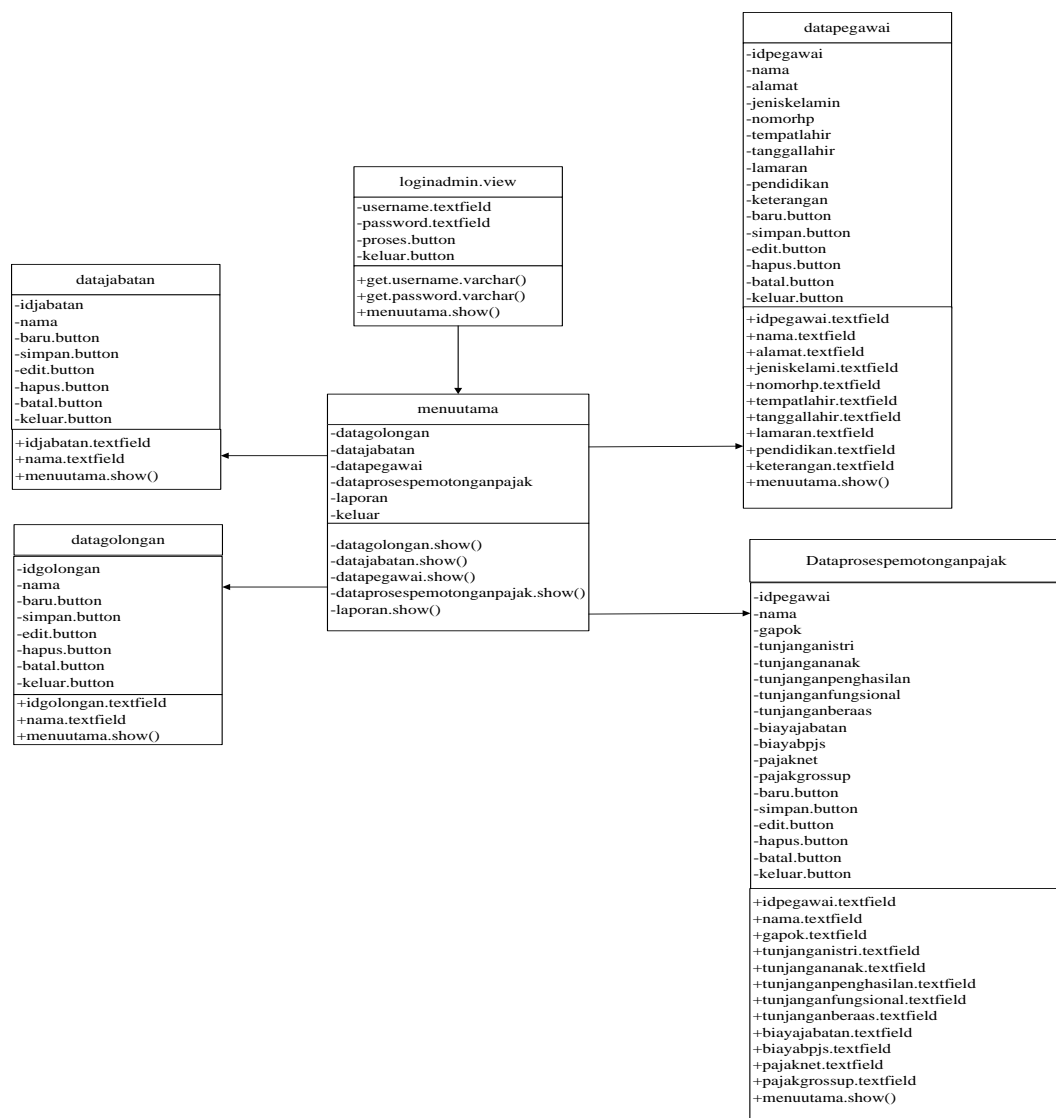 datapegawai
-idpegawai
-nama
-alamat
-jeniskelamin
-nomorhp
-tempatlahir
-tanggallahir
-lamaran
-pendidikan
-keterangan
-baru.button
-simpan.button
-edit.button
-hapus.button
-batal.button
-keluar.button
+idpegawai.textfield
+nama.textfield
+alamat.textfield
+jeniskelami.textfield
+nomorhp.textfield
+tempatlahir.textfield
+tanggallahir.textfield
+lamaran.textfield
+pendidikan.textfield
+keterangan.textfield
+menuutama.show()
loginadmin.view
-username.textfield
-password.textfield
-proses.button
-keluar.button
+get.username.varchar()
+get.password.varchar()
+menuutama.show()
datajabatan
-idjabatan
-nama
-baru.button
-simpan.button
-edit.button
-hapus.button
-batal.button
-keluar.button
+idjabatan.textfield
+nama.textfield
+menuutama.show()
menuutama
-datagolongan
-datajabatan
-datapegawai
-dataprosespemotonganpajak
-laporan
-keluar
-datagolongan.show()
-datajabatan.show()
-datapegawai.show()
-dataprosespemotonganpajak.show()
-laporan.show()
datagolongan
-idgolongan
-nama
-baru.button
-simpan.button
-edit.button
-hapus.button
-batal.button
-keluar.button
+idgolongan.textfield
+nama.textfield
+menuutama.show()
Dataprosespemotonganpajak
-idpegawai
-nama
-gapok
-tunjanganistri
-tunjangananak
-tunjanganpenghasilan
-tunjanganfungsional
-tunjanganberaas
-biayajabatan
-biayabpjs
-pajaknet
-pajakgrossup
-baru.button
-simpan.button
-edit.button
-hapus.button
-batal.button
-keluar.button
+idpegawai.textfield
+nama.textfield
+gapok.textfield
+tunjanganistri.textfield
+tunjangananak.textfield
+tunjanganpenghasilan.textfield
+tunjanganfungsional.textfield
+tunjanganberaas.textfield
+biayajabatan.textfield
+biayabpjs.textfield
+pajaknet.textfield
+pajakgrossup.textfield
+menuutama.show()